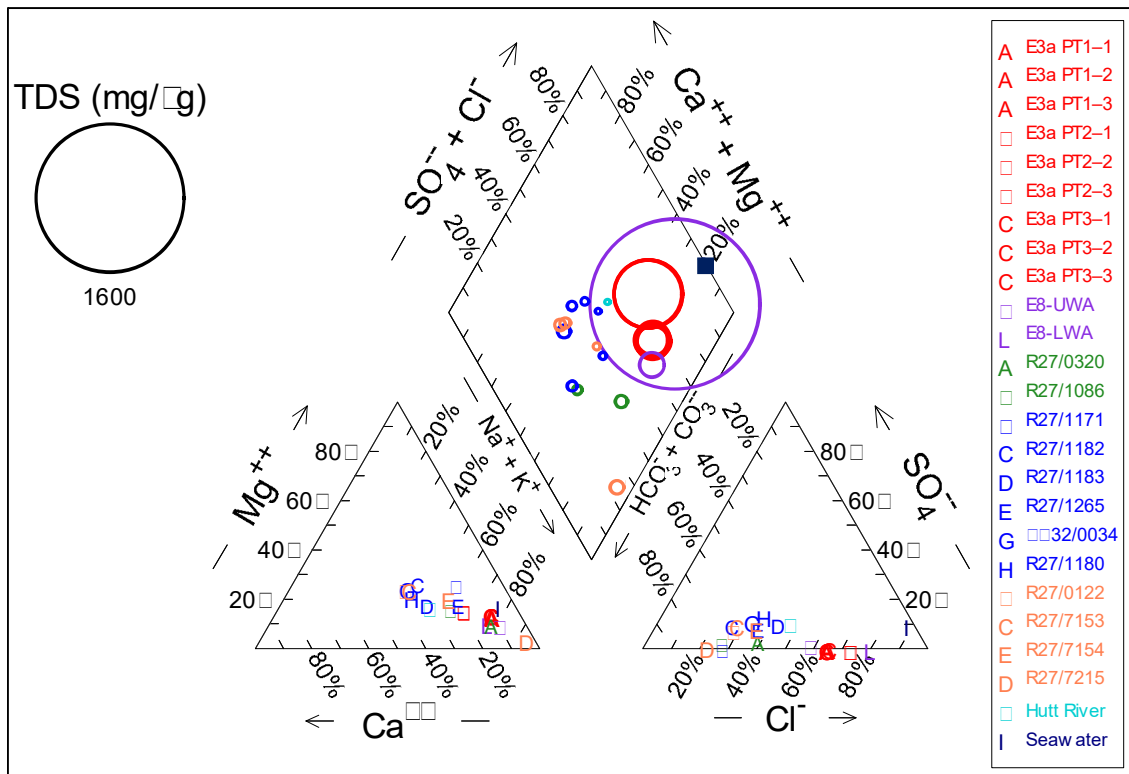 TDS (mg/□g)
1600
SO₄⁻⁻ + Cl⁻
Ca⁺⁺ + Mg⁺⁺
80%
60%
40%
20%
80%
60%
40%
20%
Mg⁺⁺
Na⁺ + K⁺
HCO₃⁻ + CO₃⁻⁻
SO₄⁻⁻
80□
60□
40□
20□
20%
40%
60%
80%
20%
40%
60%
80%
80□
60□
40□
20□
80%
60%
40%
20%
20%
40%
60%
80%
Ca□□
Cl⁻
A E3a PT1–1
A E3a PT1–2
A E3a PT1–3
□ E3a PT2–1
□ E3a PT2–2
□ E3a PT2–3
C E3a PT3–1
C E3a PT3–2
C E3a PT3–3
□ E8-UWA
L E8-LWA
A R27/0320
□ R27/1086
□ R27/1171
C R27/1182
D R27/1183
E R27/1265
G □□32/0034
H R27/1180
□ R27/0122
C R27/7153
E R27/7154
D R27/7215
□ Hutt River
I Seawater